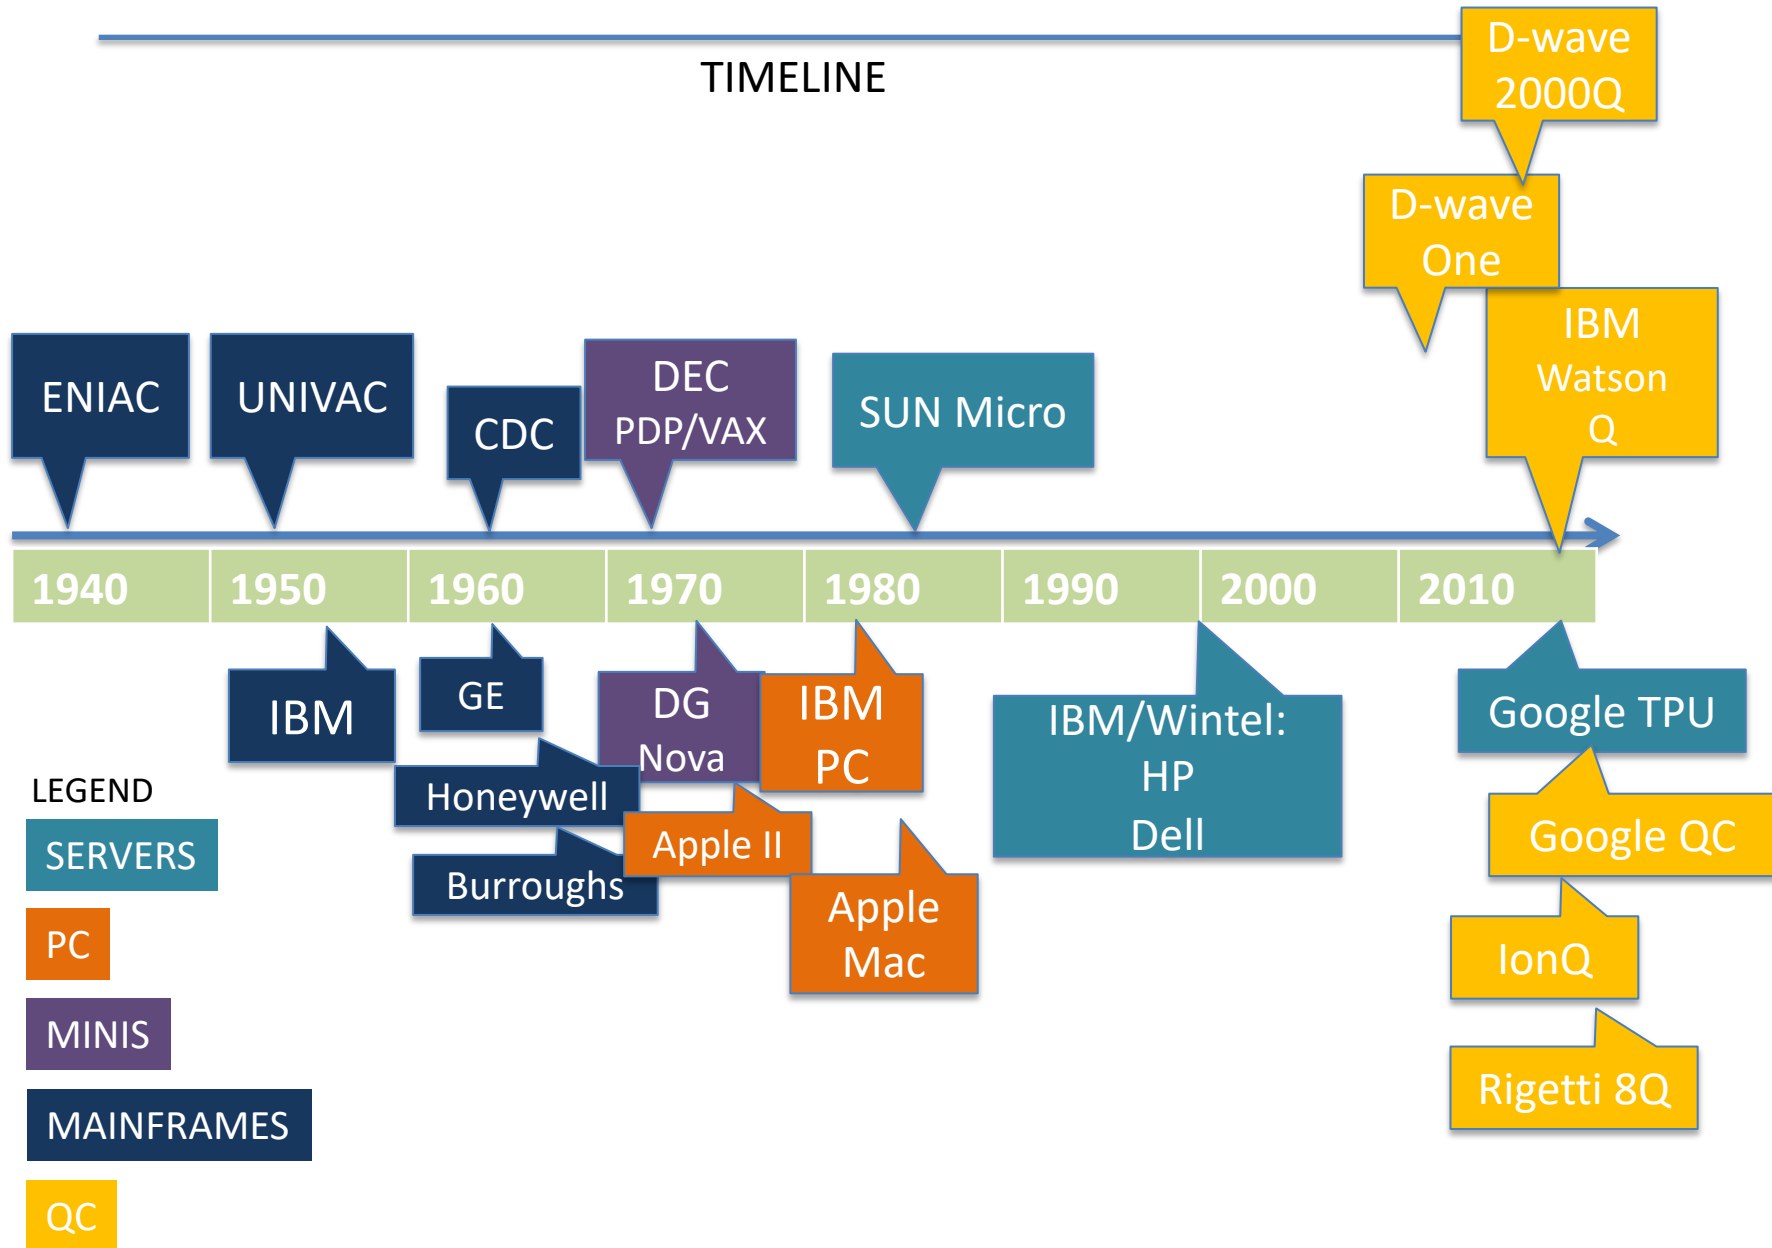 TIMELINE
D-wave
2000Q
D-wave
One
IBM
Watson
Q
ENIAC
UNIVAC
CDC
DEC
PDP/VAX
SUN Micro
1940 1950 1960 1970 1980 1990 2000 2010
IBM
GE
Honeywell
Burroughs
DG
Nova
Apple II
IBM
PC
Apple
Mac
IBM/Wintel:
HP
Dell
Google TPU
Google QC
IonQ
Rigetti 8Q
LEGEND
SERVERS
PC
MINIS
MAINFRAMES
QC